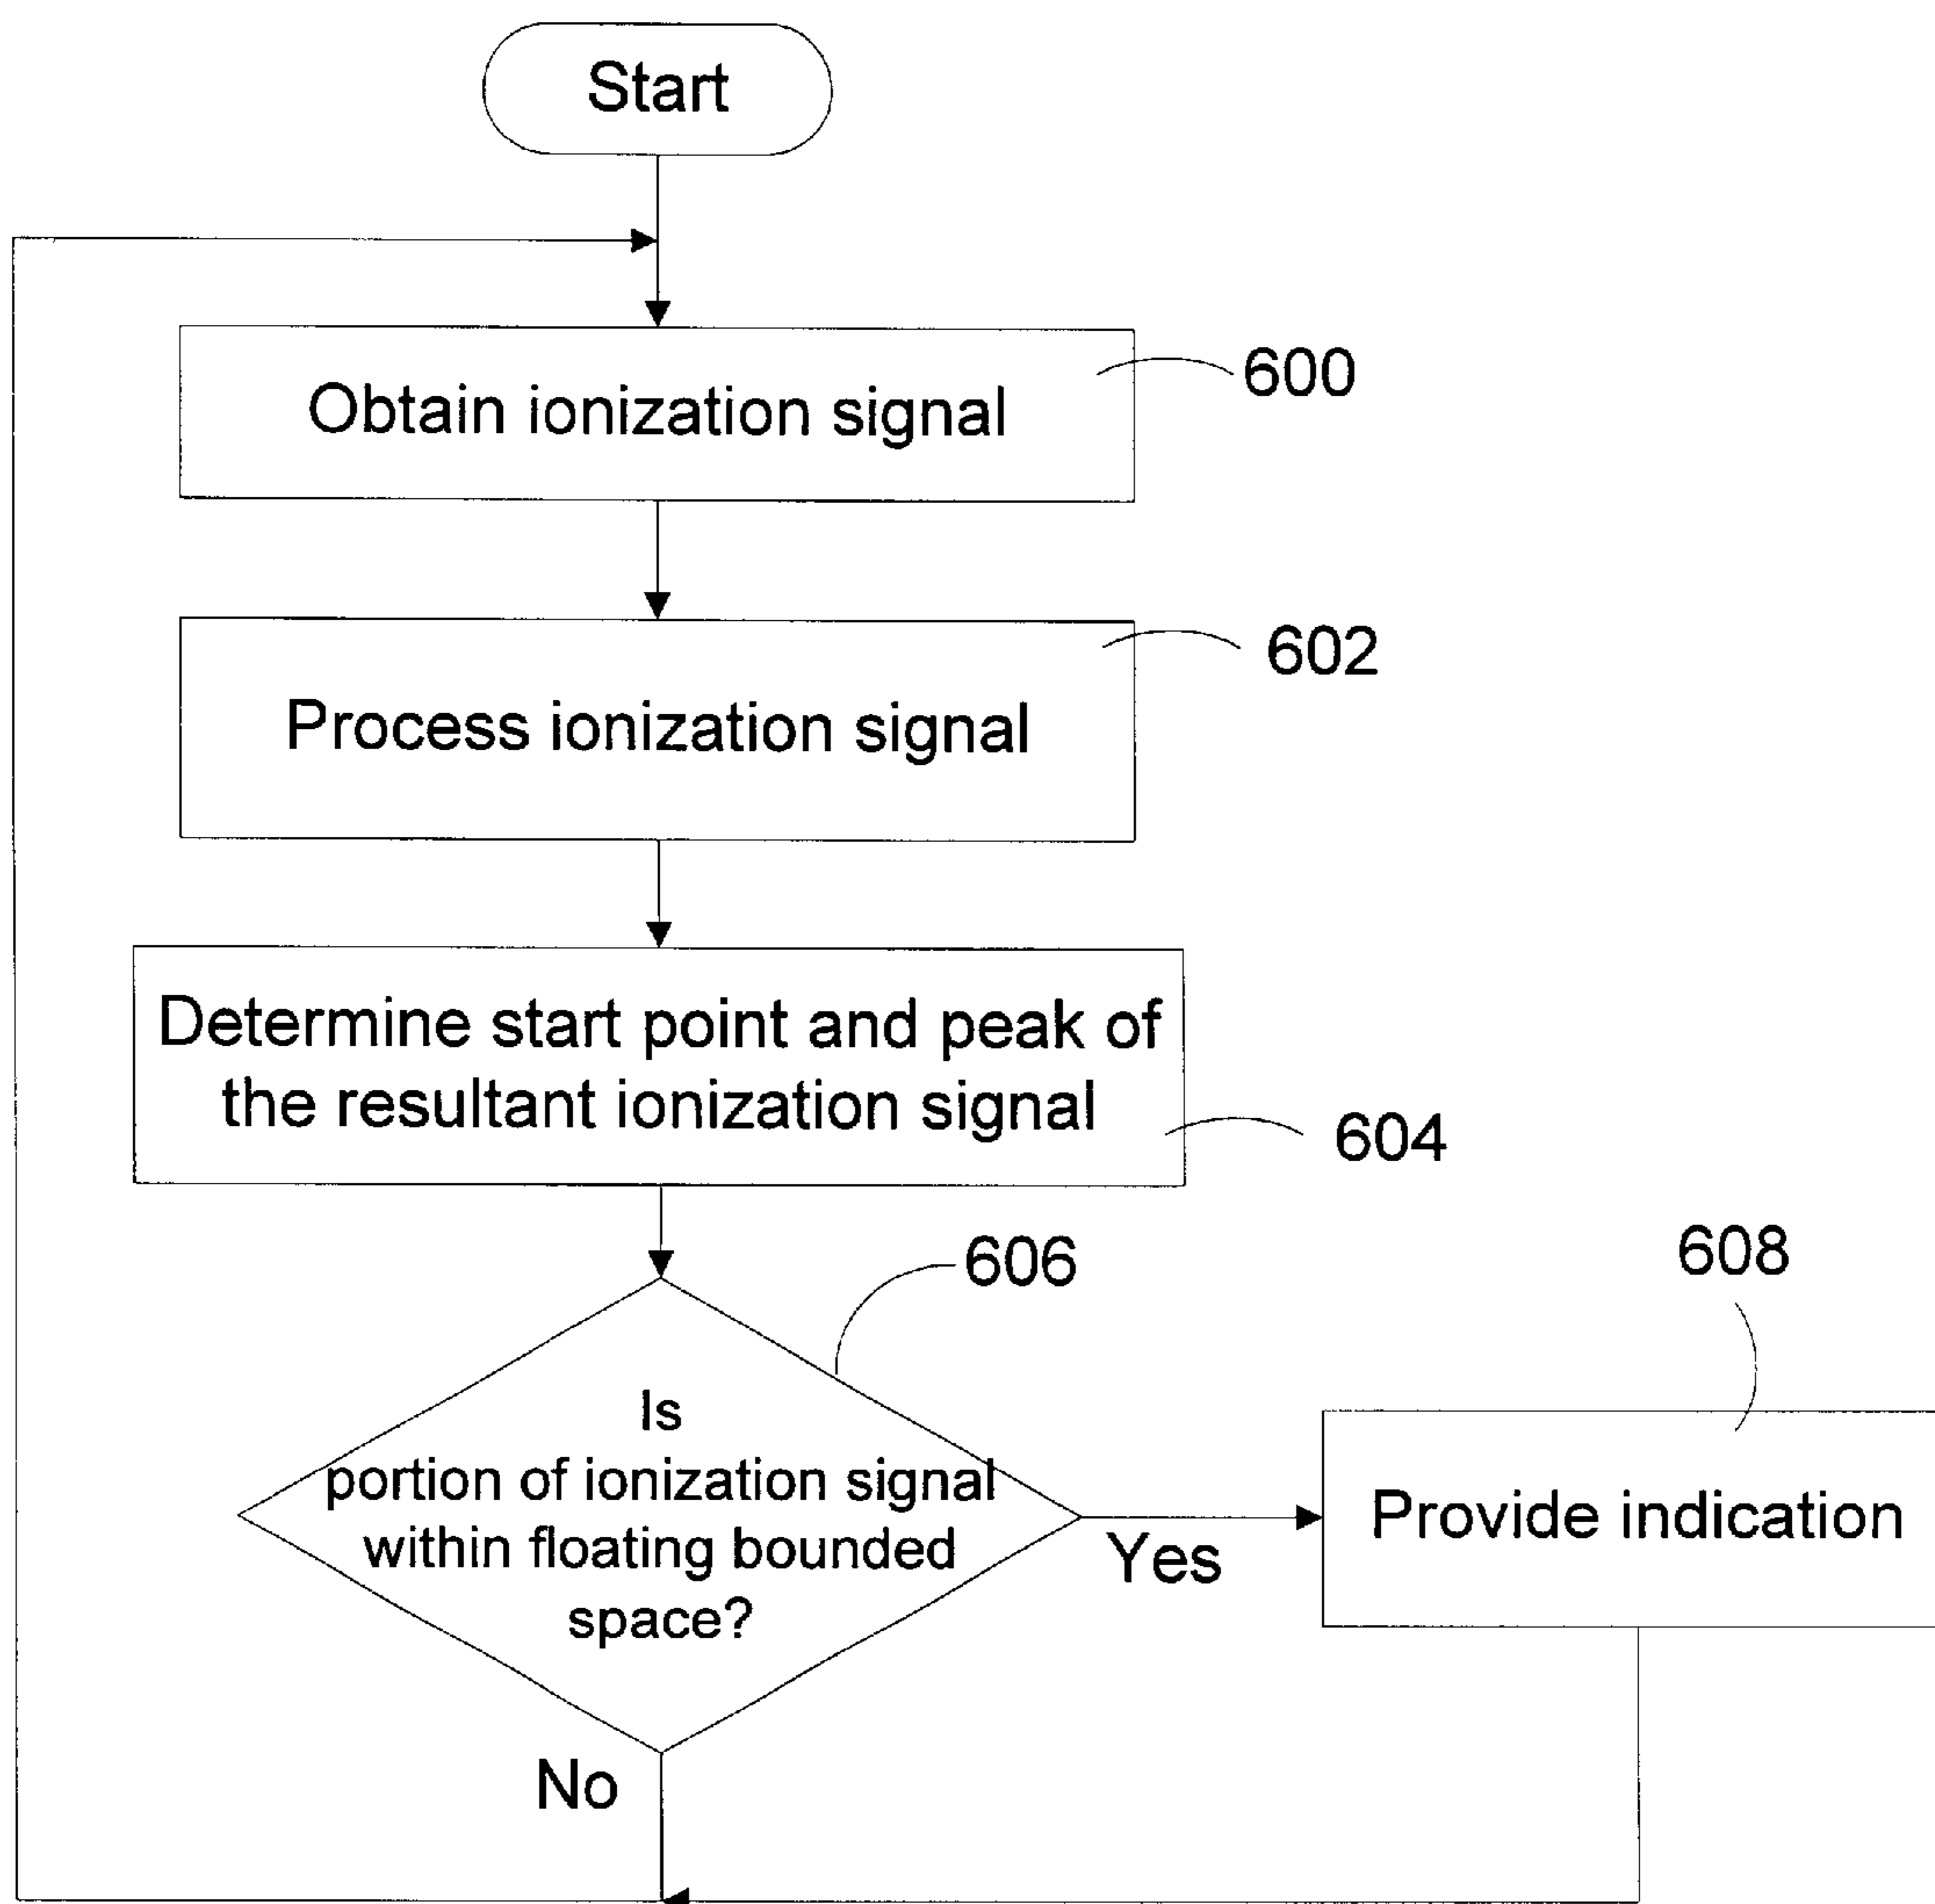 Start
Obtain ionization signal
600
Process ionization signal
602
Determine start point and peak of
the resultant ionization signal
604
606
608
Is
portion of ionization signal
within floating bounded
space?
Yes
Provide indication
No